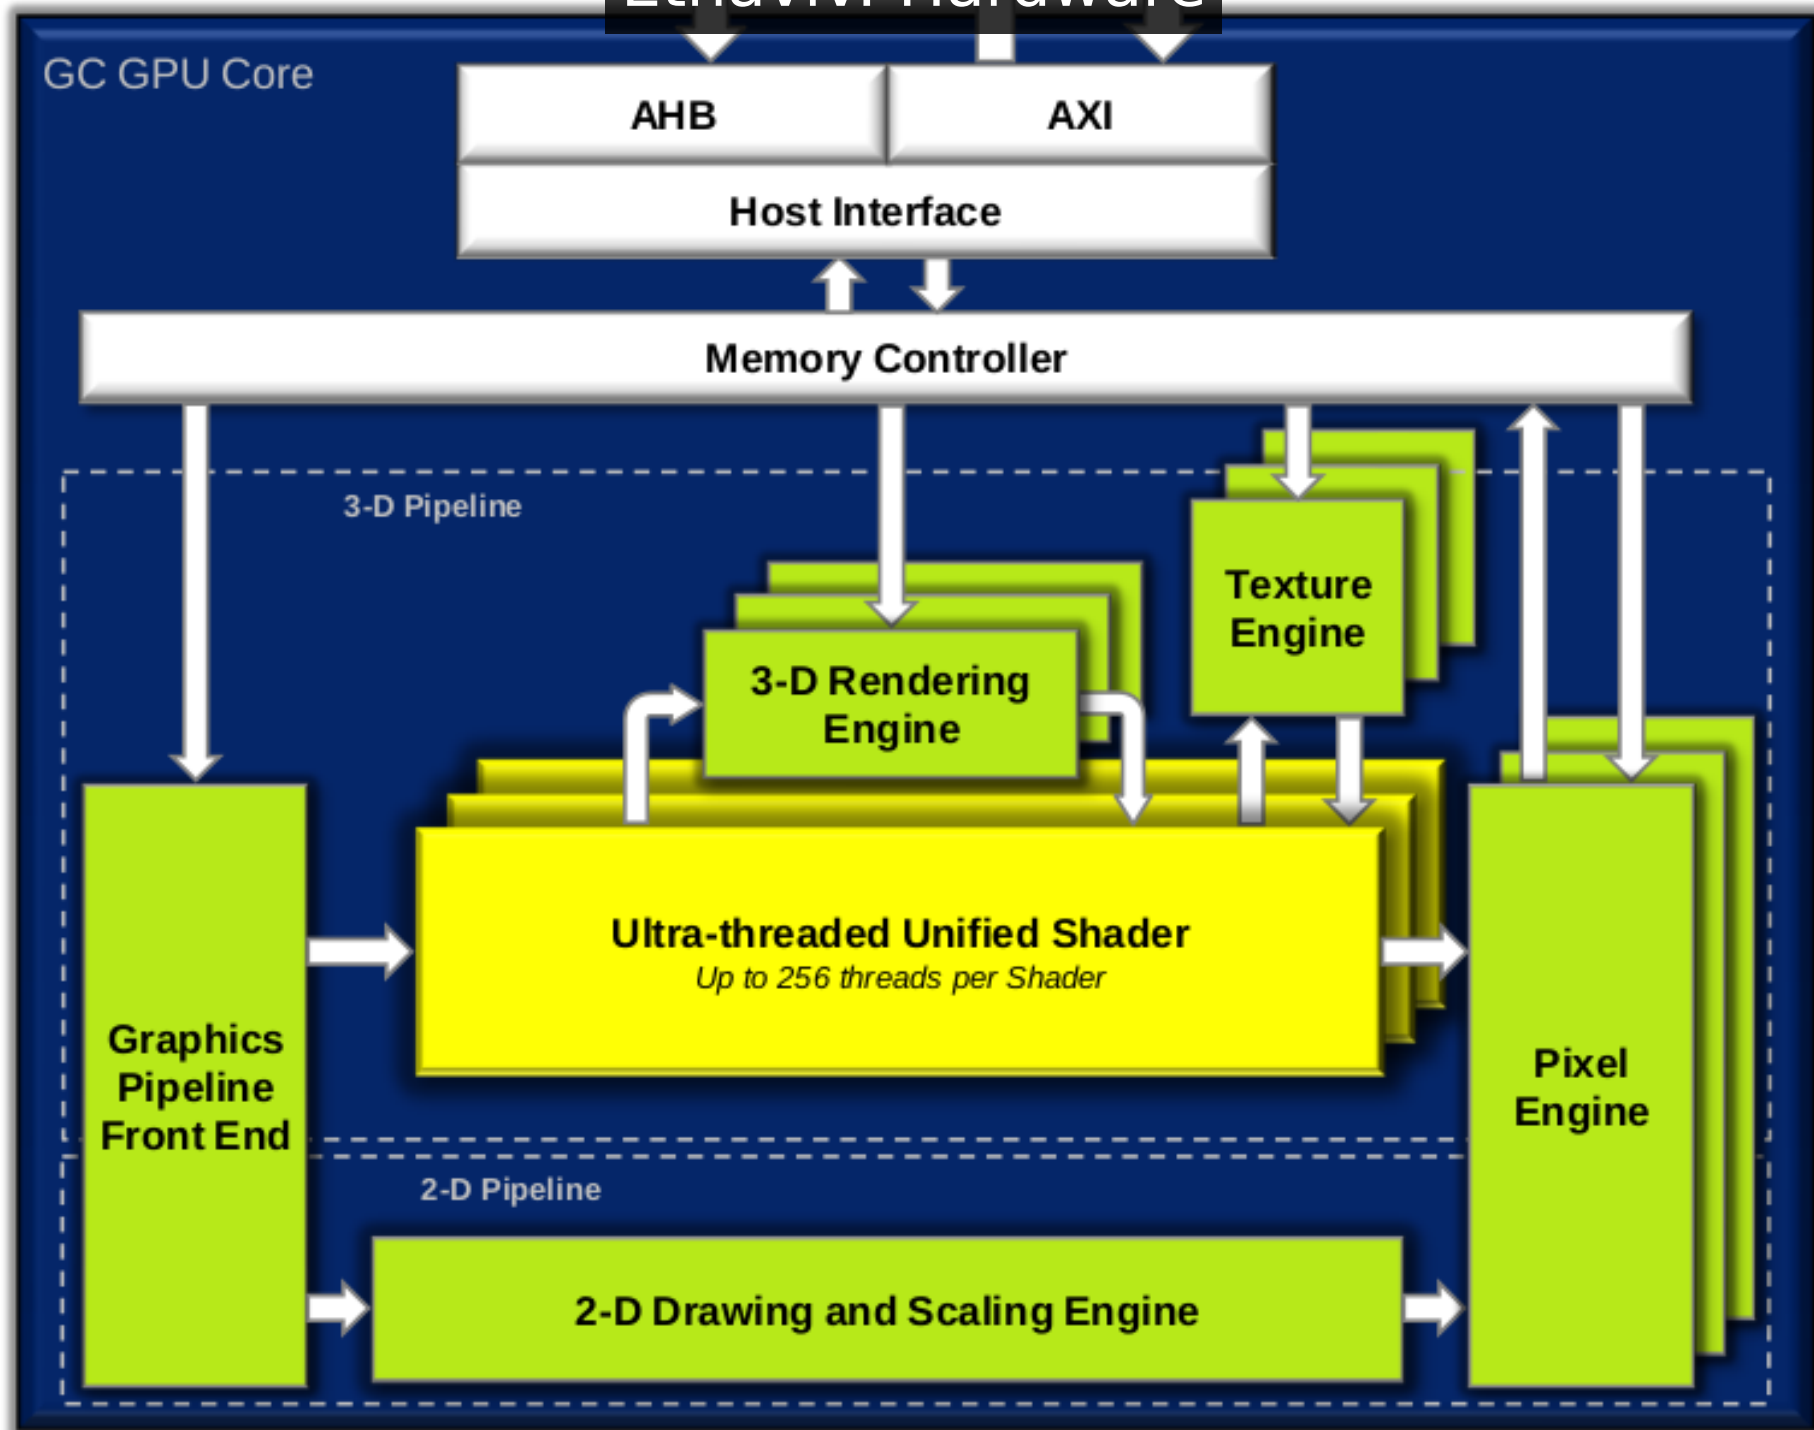 Etnaviv: Hardware
GC GPU Core
AHB
AXI
Host Interface
Memory Controller
3-D Pipeline
Texture
Engine
3-D Rendering
Engine
Ultra-threaded Unified Shader
Up to 256 threads per Shader
Graphics
Pipeline
Front End
Pixel
Engine
2-D Pipeline
2-D Drawing and Scaling Engine